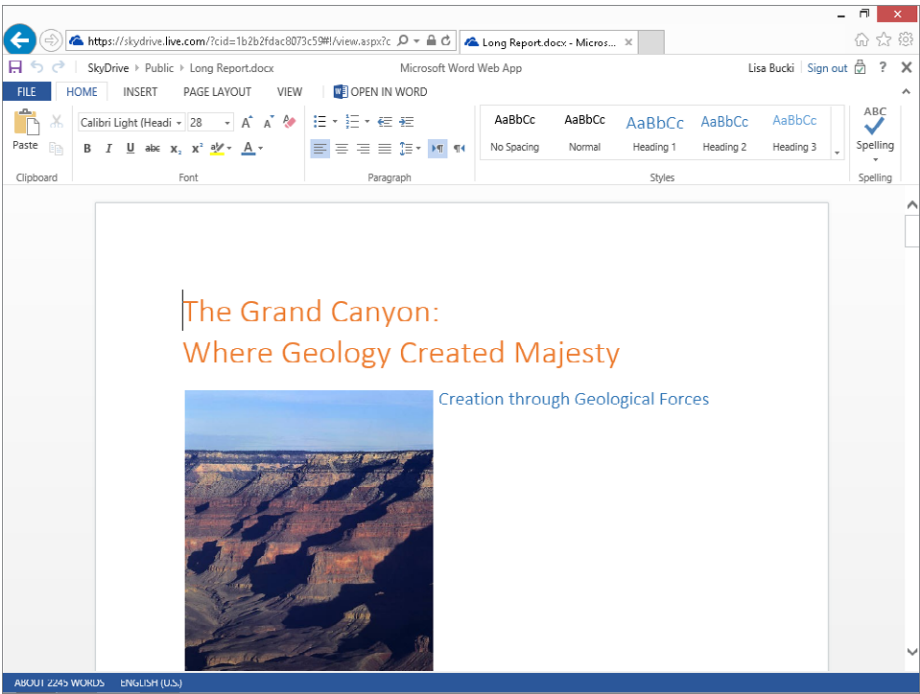 https://skydrive.live.com/?cid=1b2b2fdac8073c59#!/view.aspx?c
Long Report.docx - Micros...
SkyDrive Public Long Report.docx Microsoft Word Web App Lisa Bucki Sign out ?
FILE HOME INSERT PAGE LAYOUT VIEW OPEN IN WORD
Calibri Light (Headi 28
AaBbCc AaBbCc AaBbCc AaBbCc AaBbCc ABC
Paste B I U abc x₂ x² aby A No Spacing Normal Heading 1 Heading 2 Heading 3 Spelling
Clipboard Font Paragraph Styles Spelling
The Grand Canyon:
Where Geology Created Majesty
Creation through Geological Forces
ABOUT 2245 WORDS ENGLISH (U.S.)